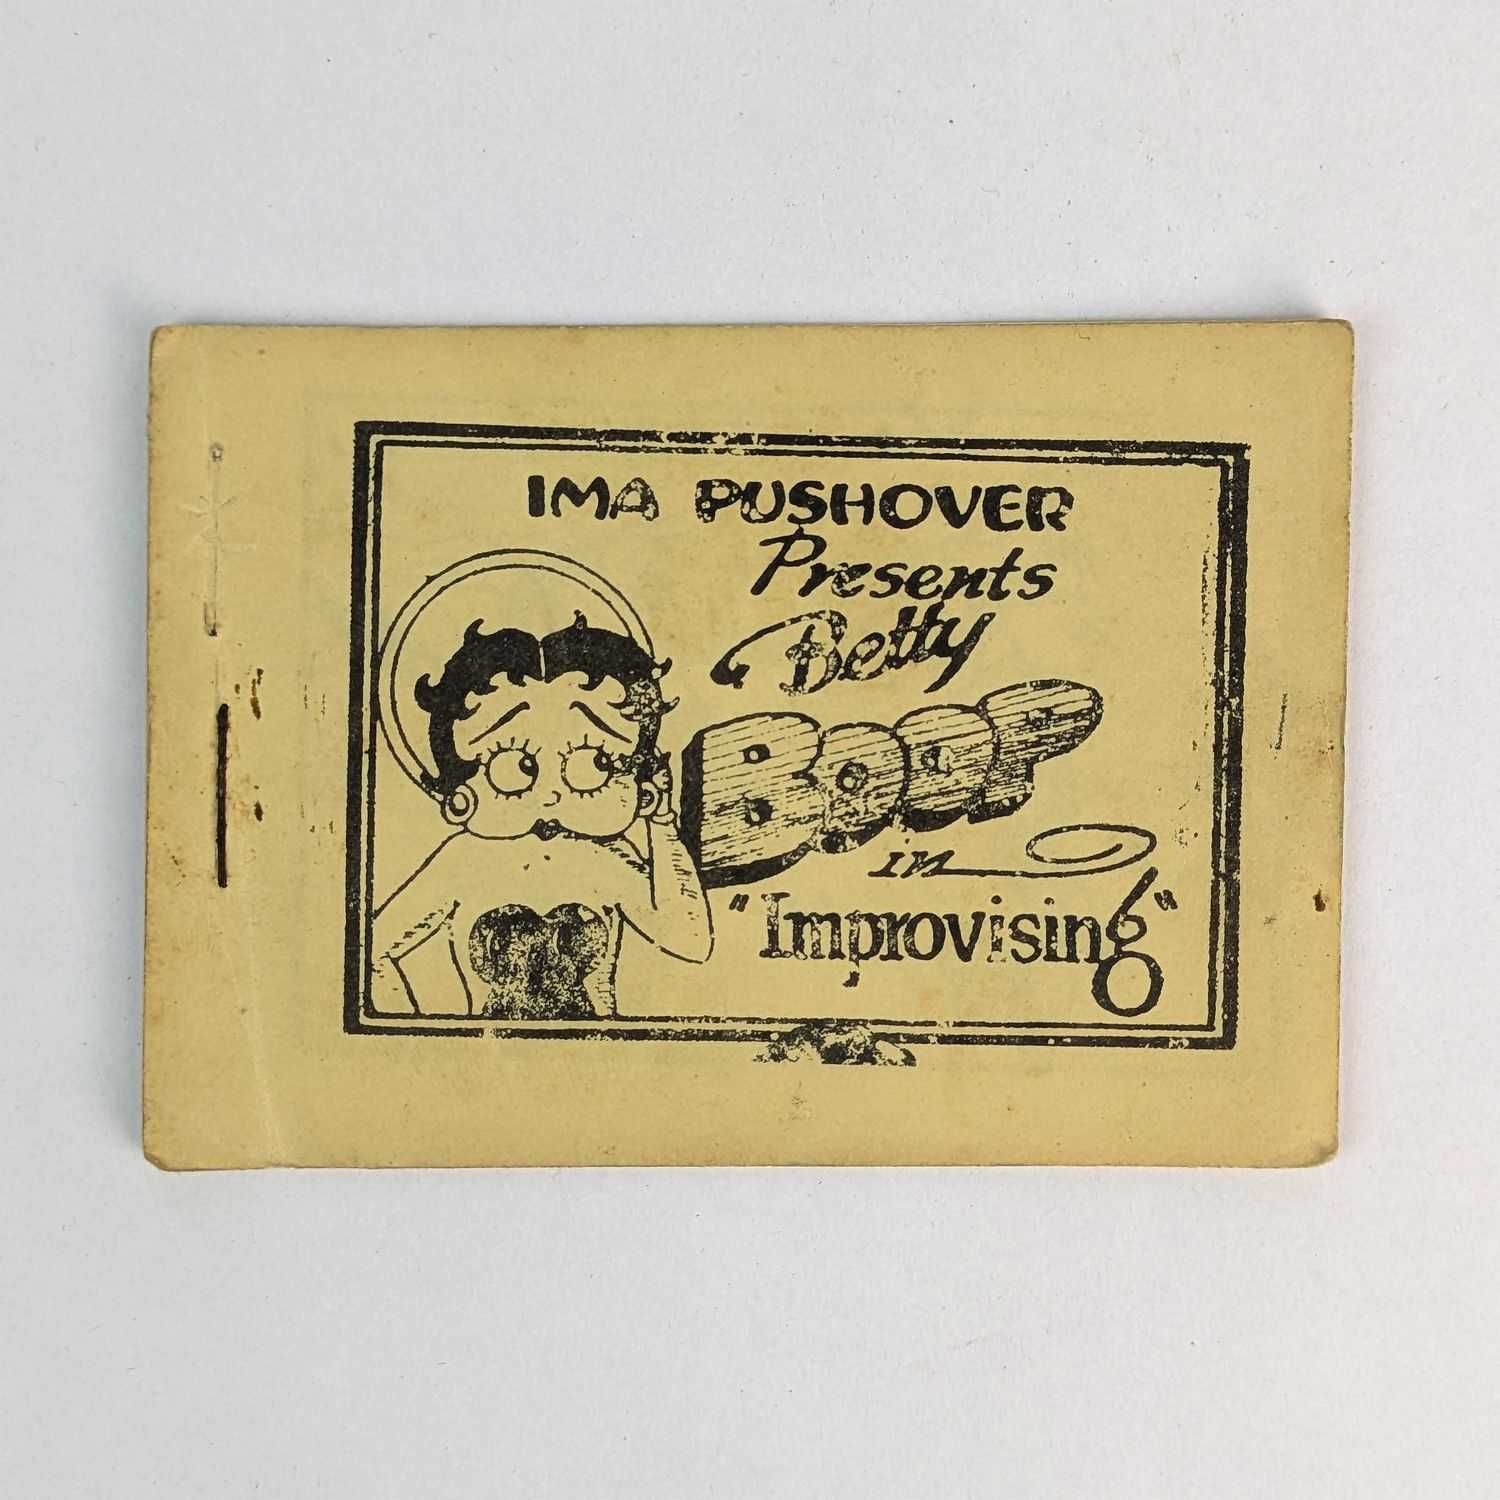 IMA PUSHOVER
Presents
Betty
BOOP
in
"Improvising"